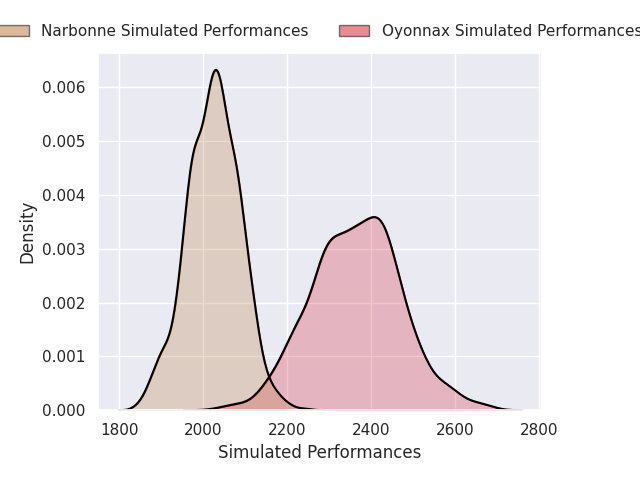 Narbonne Simulated Performances Oyonnax Simulated Performances
0.006
0.005
0.004
0.003
0.002
0.001
0.000
Density
1800 2000 2200 2400 2600 2800
Simulated Performances